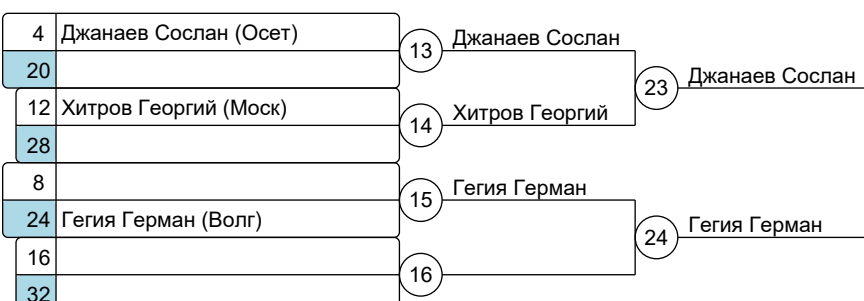 4 Джанаев Сослан (Осет)
20
12 Хитров Георгий (Моск)
28
8
24 Гегия Герман (Волг)
16
32
13 Джанаев Сослан
14 Хитров Георгий
15 Гегия Герман
16
23 Джанаев Сослан
24 Гегия Герман